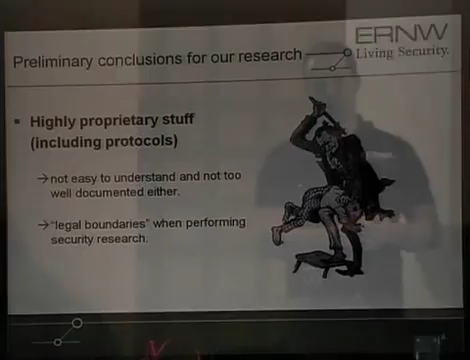 ERNW
Living Security.
Preliminary conclusions for our research
Highly proprietary stuff
(including protocols)
→not easy to understand and not too
well documented either.
→"legal boundaries" when performing
security research.